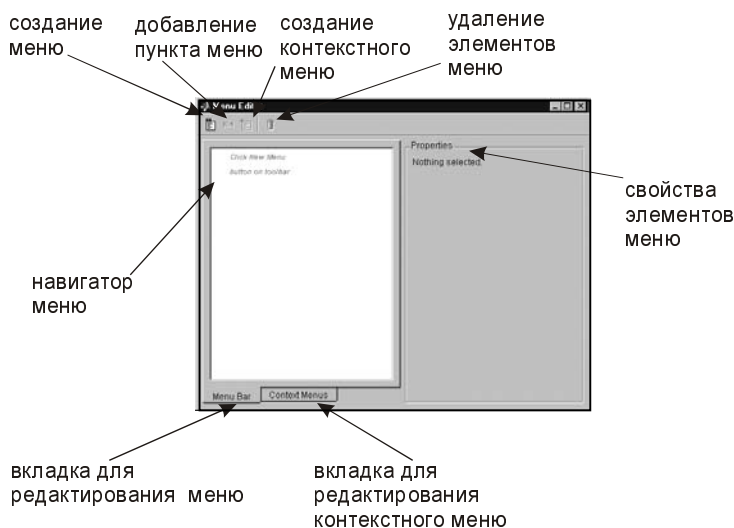 создание
меню
добавление
пункта меню
создание
контекстного
меню
удаление
элементов
меню
Menu Edit
Click New Menu
button on toolbar
Properties
Nothing selected.
навигатор
меню
свойства
элементов
меню
Menu Bar
Context Menus
вкладка для
редактирования меню
вкладка для
редактирования
контекстного меню